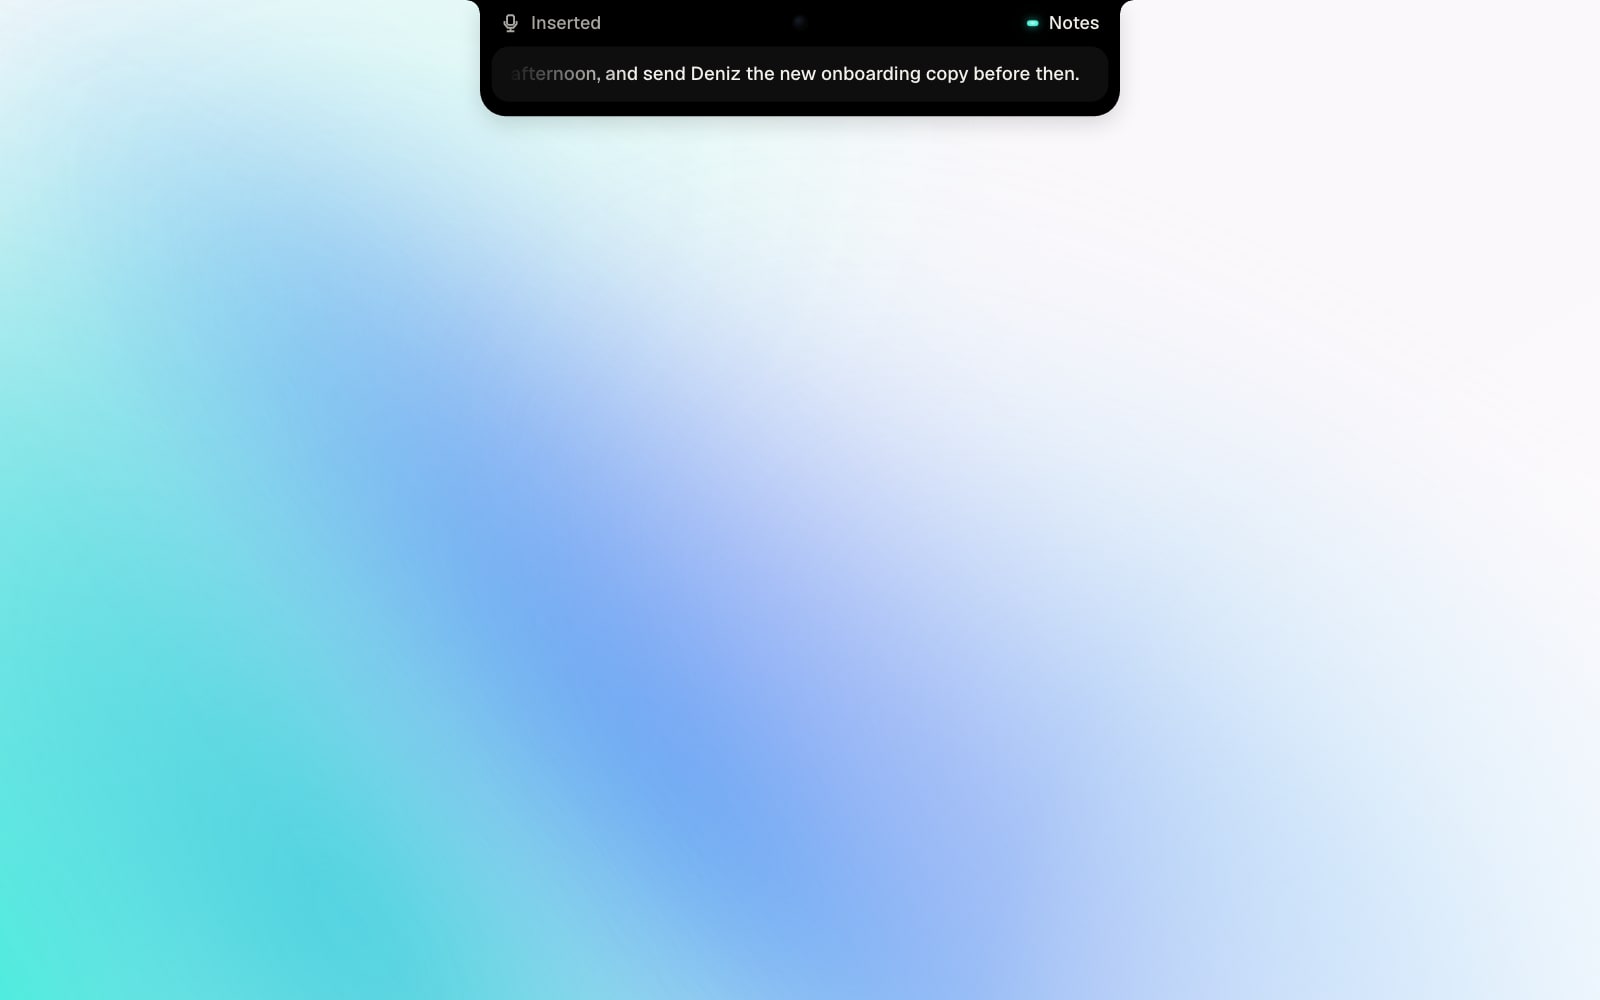 Inserted
Notes
afternoon, and send Deniz the new onboarding copy before then.